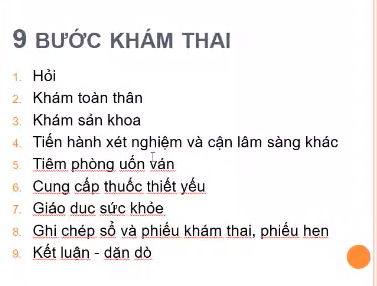 9 BƯỚC KHÁM THAI
1. Hỏi
2. Khám toàn thân
3. Khám sản khoa
4. Tiến hành xét nghiệm và cận lâm sàng khác
5. Tiêm phòng uốn ván
6. Cung cấp thuốc thiết yếu
7. Giáo dục sức khỏe
8. Ghi chép sổ và phiếu khám thai, phiếu hẹn
9. Kết luận - dặn dò